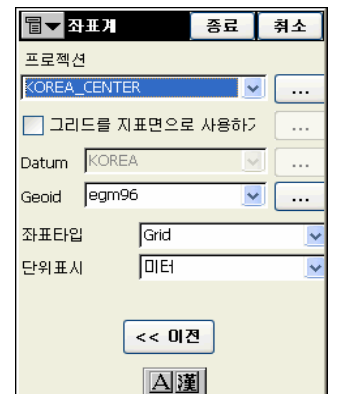 좌표계 종료 취소
프로젝션
KOREA_CENTER ...
그리드를 지표면으로 사용하기 ...
Datum KOREA ...
Geoid egm96 ...
좌표타입 Grid
단위표시 미터
<< 이전
A 漢